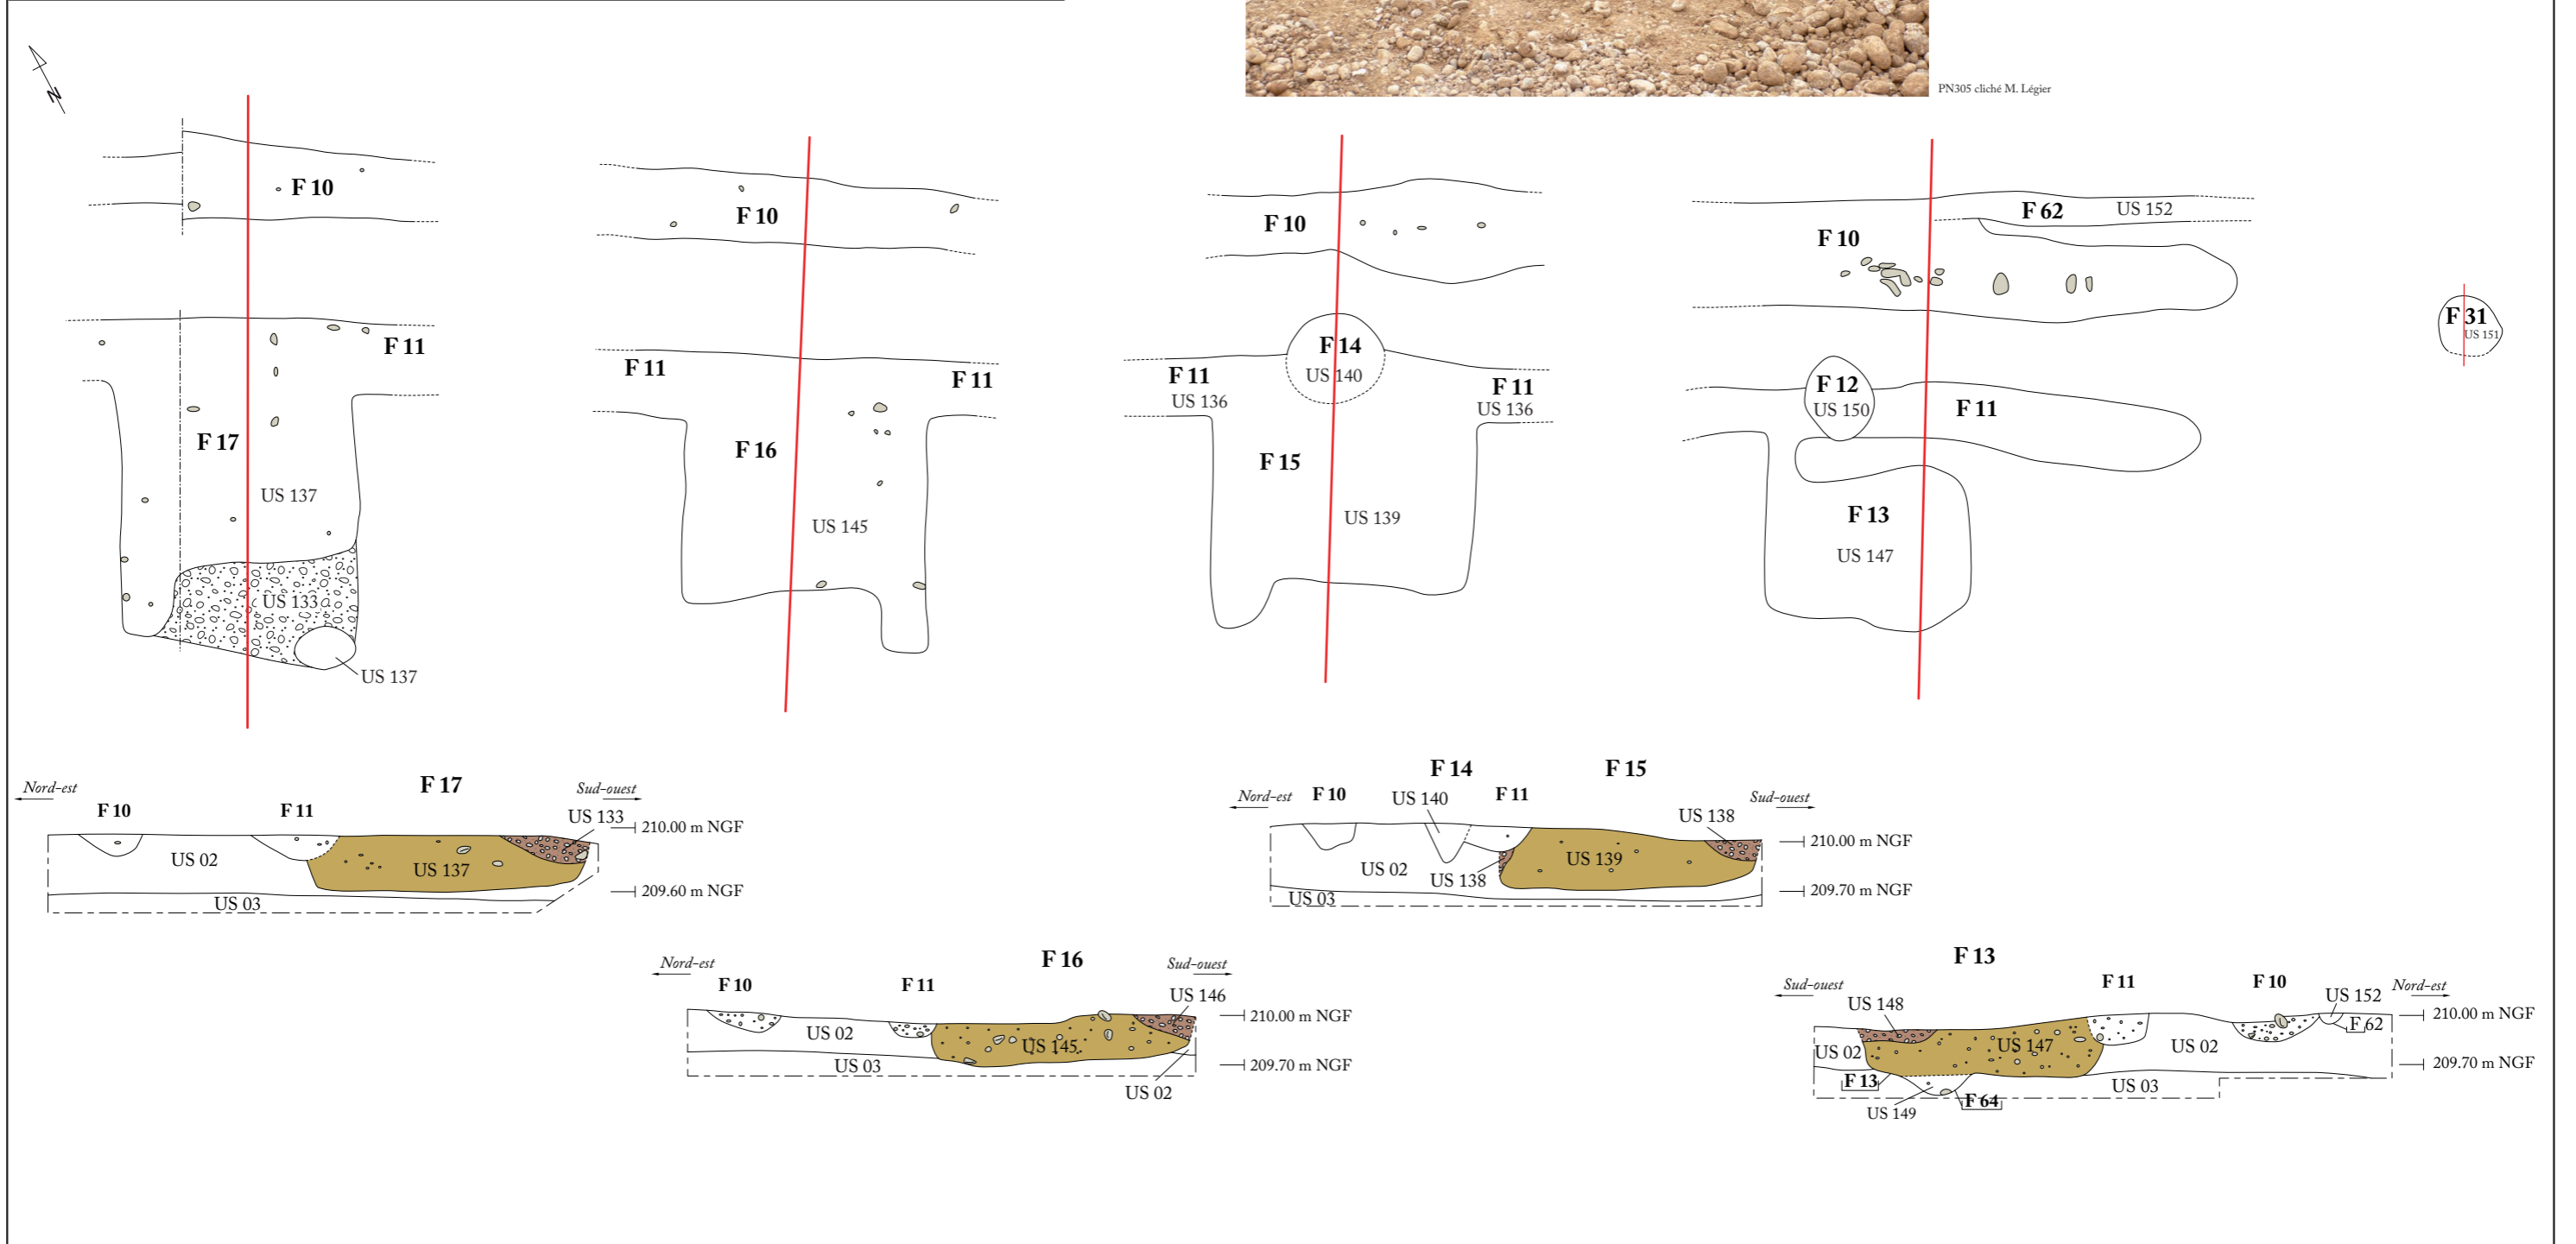 PN305 cliché M. Légier
N
F 10
F 11
F 17
US 137
US 133
US 137
F 10
F 11
F 11
F 16
US 145
F 10
F 14
US 140
F 11
US 136
F 11
US 136
F 15
US 139
F 62
US 152
F 10
F 12
US 150
F 11
F 13
US 147
F 31
US 151
F 17
Nord-est
Sud-ouest
F 10
F 11
US 133
210.00 m NGF
US 02
US 137
209.60 m NGF
US 03
F 14
F 15
Nord-est
F 10
US 140
F 11
Sud-ouest
US 138
210.00 m NGF
US 139
US 02
US 138
209.70 m NGF
US 03
F 16
Nord-est
Sud-ouest
F 10
F 11
US 146
210.00 m NGF
US 02
US 145
US 03
209.70 m NGF
US 02
F 13
Sud-ouest
F 11
F 10
Nord-est
US 148
US 152
210.00 m NGF
F 62
US 02
US 147
US 02
209.70 m NGF
F 13
US 03
US 149
F 64